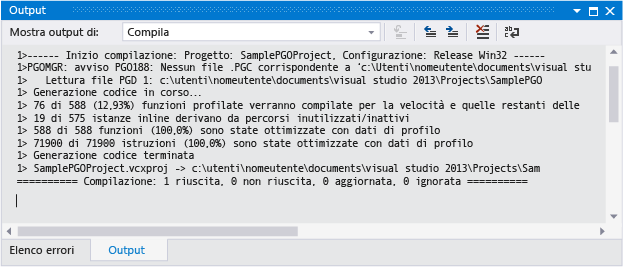 Output
Mostra output di: Compila
1>------ Inizio compilazione: Progetto: SamplePGOProject, Configurazione: Release Win32 ------
1>PGOMGR: avviso PGO188: Nessun file .PGC corrispondente a 'c:\Utenti\nomeutente\documents\visual stu
1> Lettura file PGD 1: c:\utenti\nomeutente\documents\visual studio 2013\Projects\SamplePGO
1> Generazione codice in corso...
1> 76 di 588 (12,93%) funzioni profilate verranno compilate per la velocità e quelle restanti delle
1> 19 di 575 istanze inline derivano da percorsi inutilizzati/inattivi
1> 588 di 588 funzioni (100,0%) sono state ottimizzate con dati di profilo
1> 71900 di 71900 istruzioni (100,0%) sono state ottimizzate con dati di profilo
1> Generazione codice terminata
1> SamplePGOProject.vcxproj -> c:\utenti\nomeutente\documents\visual studio 2013\Projects\Sam
========== Compilazione: 1 riuscita, 0 non riuscita, 0 aggiornata, 0 ignorata ==========
Elenco errori Output